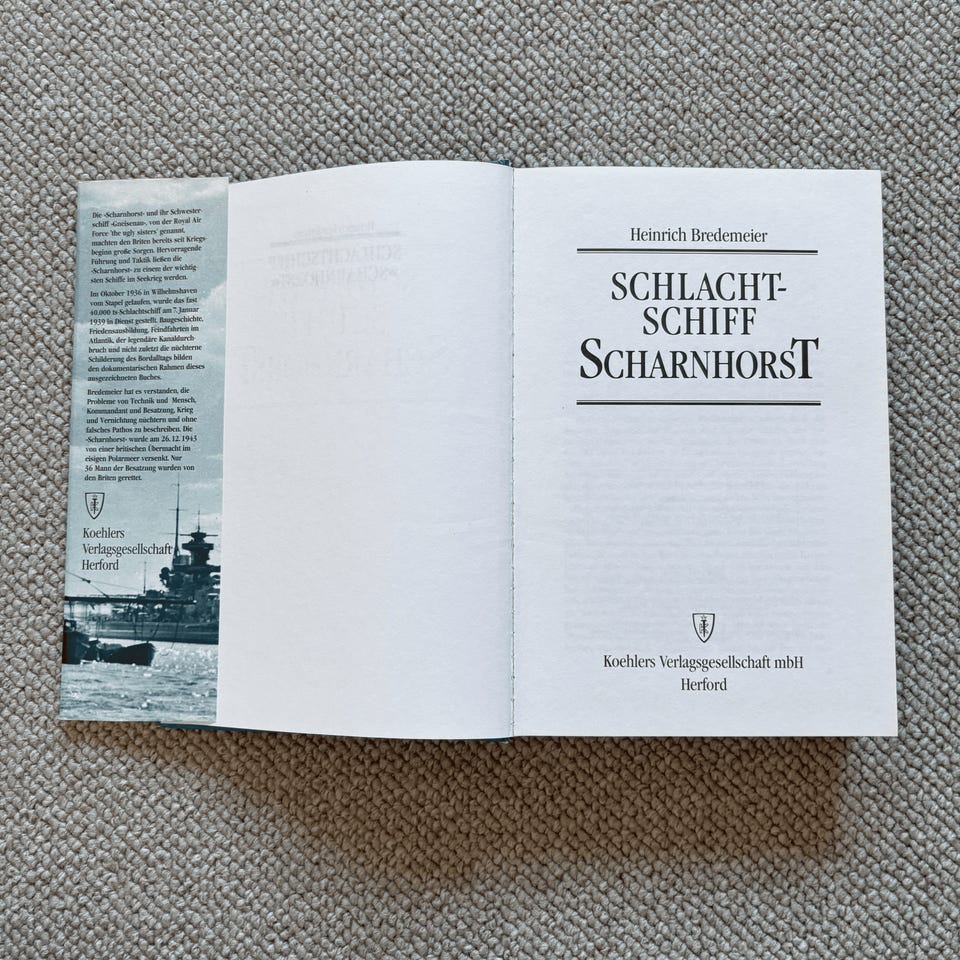 Die ›Scharnhorst‹ und ihr Schwester-
schiff ›Gneisenau‹, von der Royal Air
Force 'the ugly sisters' genannt,
machten den Briten bereits seit Kriegs-
beginn große Sorgen. Hervorragende
Führung und Taktik ließen die
›Scharnhorst‹ zu einem der wichtig-
sten Schiffe im Seekrieg werden.
Im Oktober 1936 in Wilhelmshaven
vom Stapel gelaufen, wurde das fast
40.000 ts-Schlachtschiff am 7. Januar
1939 in Dienst gestellt. Baugeschichte,
Friedensausbildung, Feindfahrten im
Atlantik, der legendäre Kanaldurch-
bruch und nicht zuletzt die nüchterne
Schilderung des Bordalltags bilden
den dokumentarischen Rahmen dieses
ausgezeichneten Buches.
Bredemeier hat es verstanden, die
Probleme von Technik und Mensch,
Kommandant und Besatzung, Krieg
und Vernichtung nüchtern und ohne
falsches Pathos zu beschreiben. Die
›Scharnhorst‹ wurde am 26.12.1943
von einer britischen Übermacht im
eisigen Polarmeer versenkt. Nur
36 Mann der Besatzung wurden von
den Briten gerettet.
Koehlers
Verlagsgesellschaft
Herford
Heinrich Bredemeier
SCHLACHT-
SCHIFF
SCHARNHORST
Koehlers Verlagsgesellschaft mbH
Herford